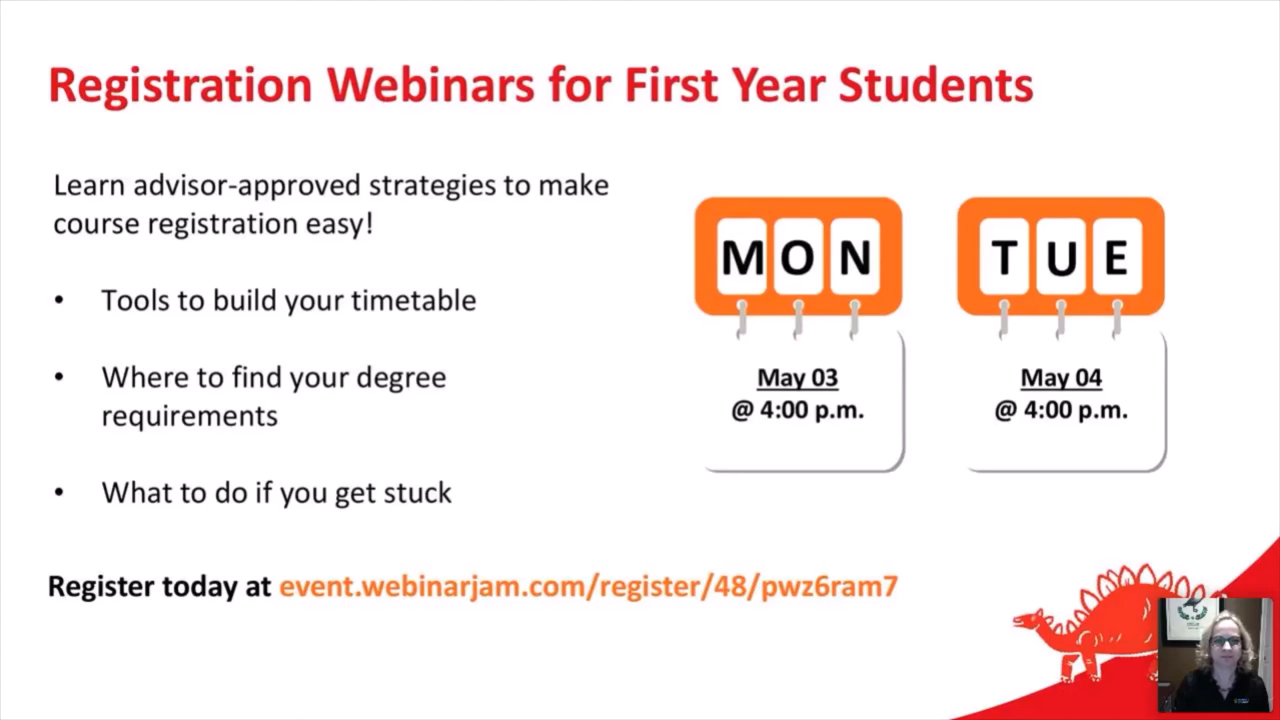 Registration Webinars for First Year Students
Learn advisor-approved strategies to make
course registration easy!
• Tools to build your timetable
• Where to find your degree
requirements
• What to do if you get stuck
MON
May 03
@ 4:00 p.m.
TUE
May 04
@ 4:00 p.m.
Register today at event.webinarjam.com/register/48/pwz6ram7